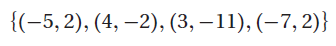 {(−5, 2), (4, −2), (3, −11), (−7, 2)}